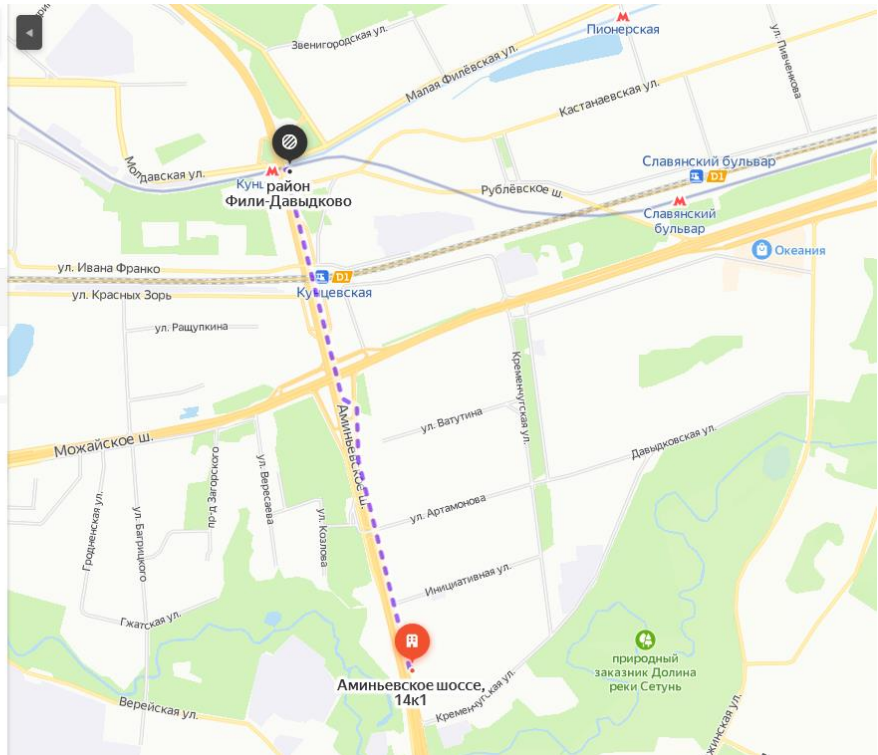 Звенигородская ул.
Пионерская
ул. Пивченкова
Малая Филёвская ул.
Кастанаевская ул.
Молдавская ул.
район
Фили-Давыдково
Рублёвское ш.
Славянский бульвар
D1
Славянский
бульвар
Океания
ул. Ивана Франко
D1
Кунцевская
ул. Красных Зорь
ул. Ращупкина
Кременчугская ул.
Можайское ш.
Аминьевское ш.
ул. Ватутина
Давыдковская ул.
Гродненская ул.
ул. Багрицкого
пр-д Загорского
ул. Вересаева
ул. Козлова
ул. Артамонова
Инициативная ул.
Гжатская ул.
природный
заказник Долина
реки Сетунь
Аминьевское шоссе,
14к1
Кременчугская ул.
Верейская ул.